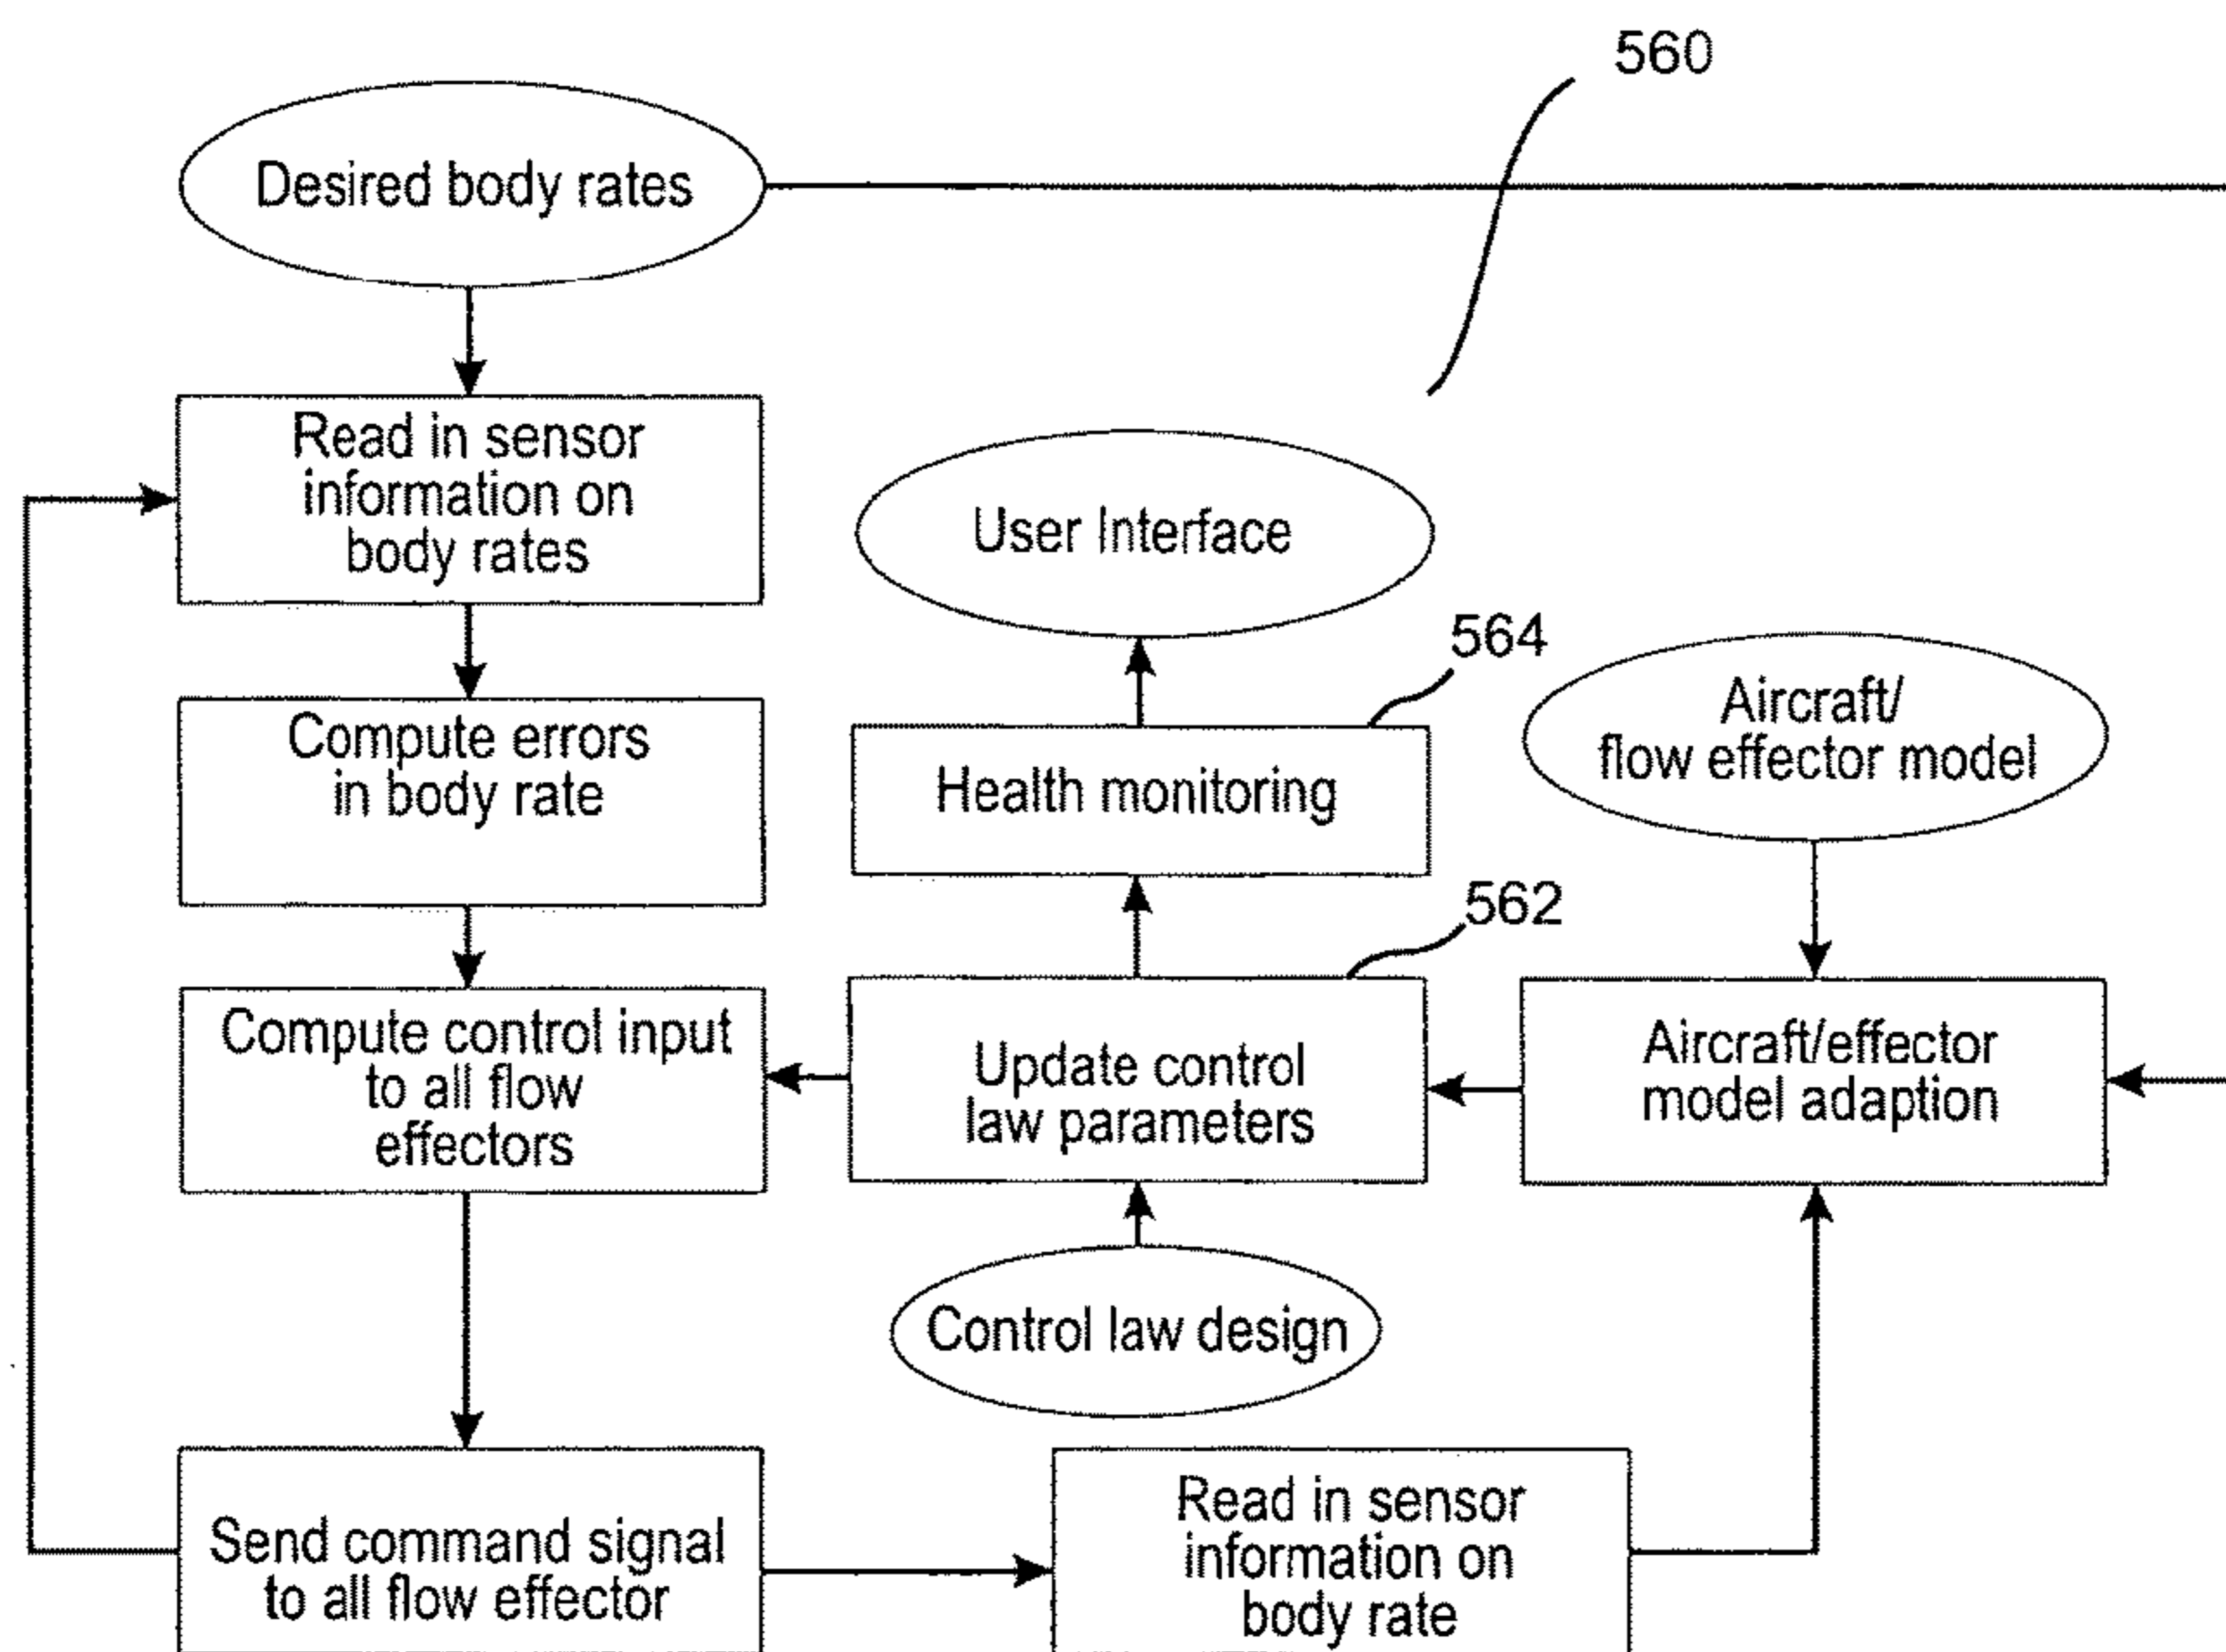 560
Desired body rates
Read in sensor
information on
body rates
User Interface
564
Aircraft/
flow effector model
Compute errors
in body rate
Health monitoring
562
Compute control input
to all flow
effectors
Update control
law parameters
Aircraft/effector
model adaption
Control law design
Send command signal
to all flow effector
Read in sensor
information on
body rate